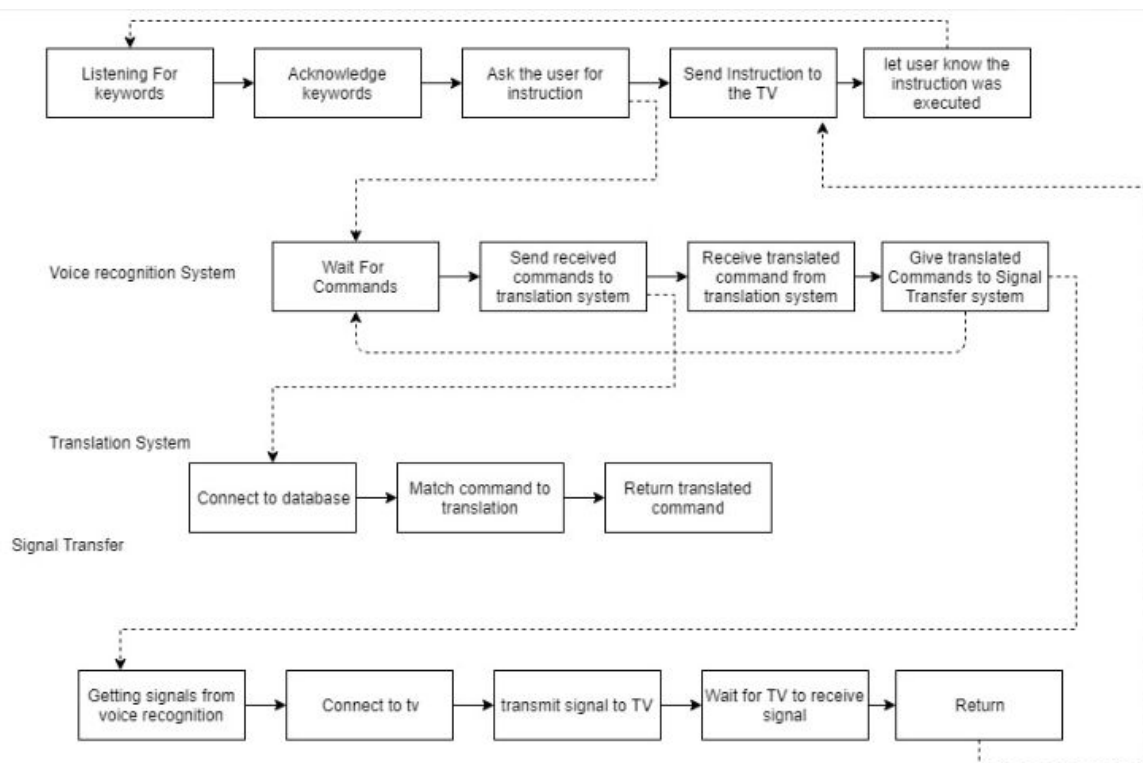 Listening For
keywords
Acknowledge
keywords
Ask the user for
instruction
Send Instruction to
the TV
let user know the
instruction was
executed
Voice recognition System
Wait For
Commands
Send received
commands to
translation system
Receive translated
command from
translation system
Give translated
Commands to Signal
Transfer system
Translation System
Connect to database
Match command to
translation
Return translated
command
Signal Transfer
Getting signals from
voice recognition
Connect to tv
transmit signal to TV
Wait for TV to receive
signal
Return